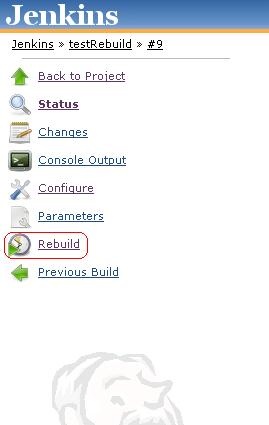 Jenkins
Jenkins » testRebuild » #9
Back to Project
Status
Changes
Console Output
Configure
Parameters
Rebuild
Previous Build